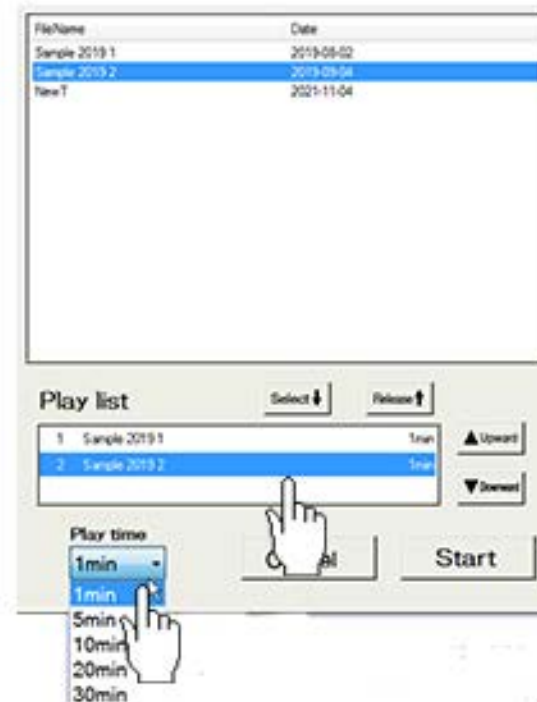 FileName Date
Sample 2019 1 2019-08-02
Sample 2019 2 2019-09-04
New T 2021-11-04
Play list Select Release
1 Sample 2019 1 1min Upward
2 Sample 2019 2 1min
Downward
Play time
1min Start
1min
5min
10min
20min
30min